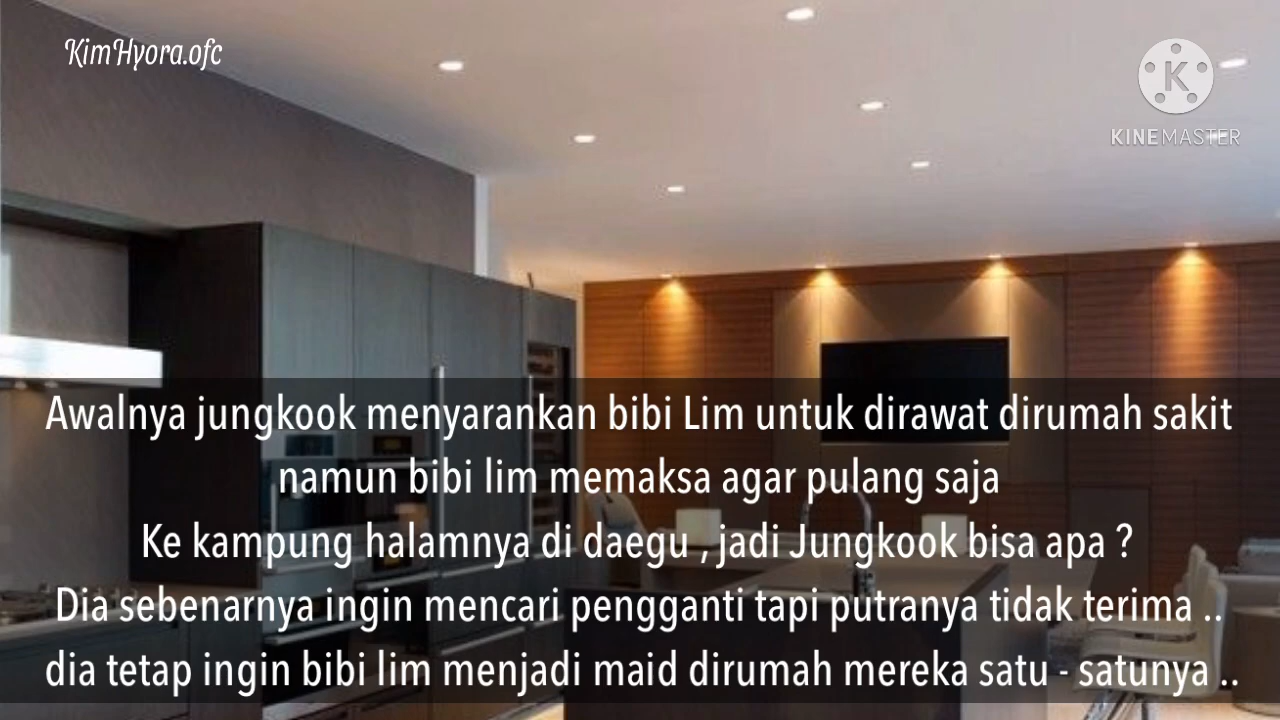 KimHyora.ofc
K
KINEMASTER
Awalnya jungkook menyarankan bibi Lim untuk dirawat dirumah sakit
namun bibi lim memaksa agar pulang saja
Ke kampung halamnya di daegu , jadi Jungkook bisa apa ?
Dia sebenarnya ingin mencari pengganti tapi putranya tidak terima ..
dia tetap ingin bibi lim menjadi maid dirumah mereka satu - satunya ..